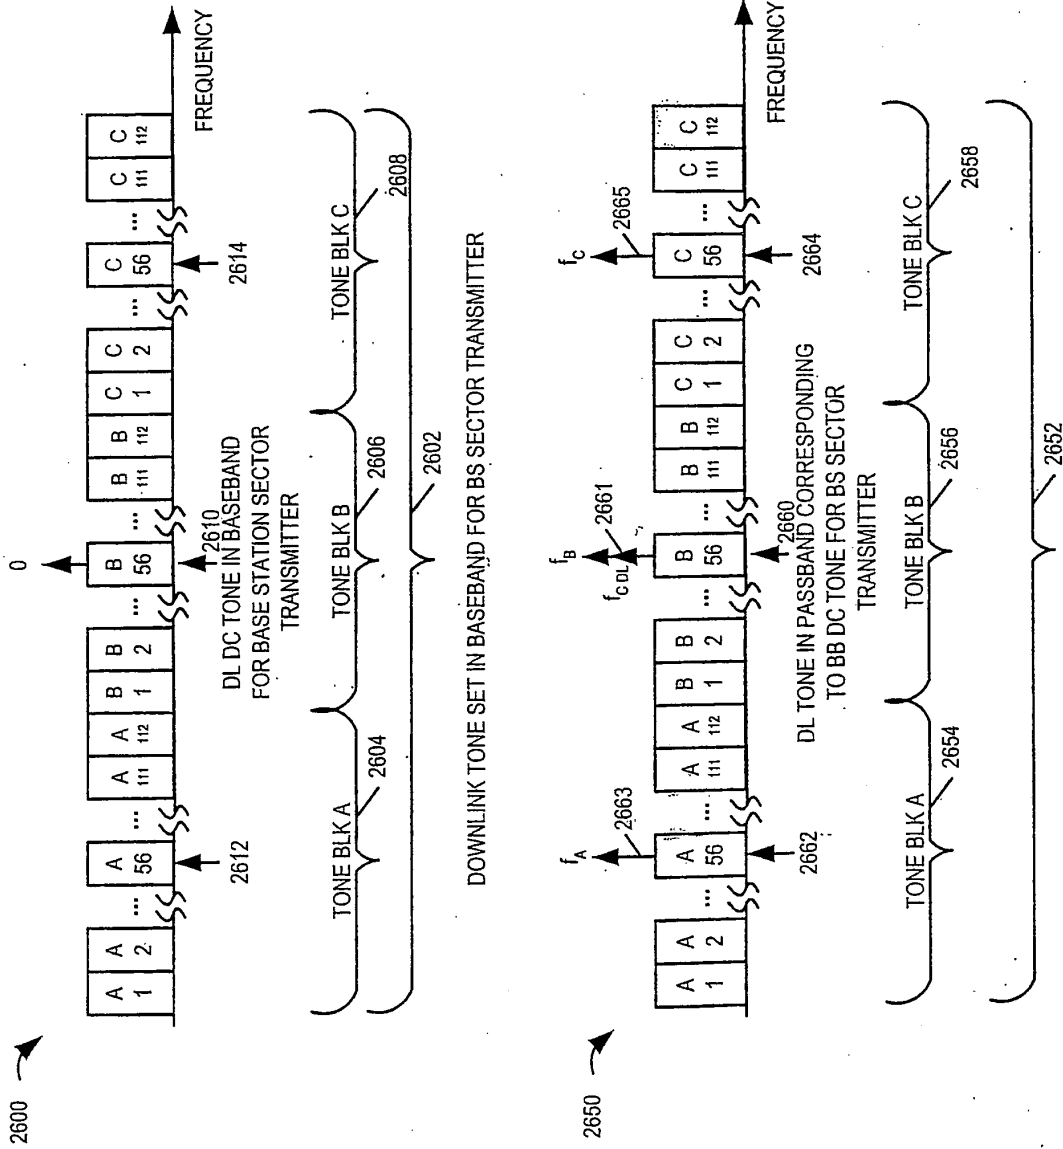 2600
0
A 1
A 2
...
A 56
...
A 111
A 112
B 1
B 2
...
B 56
...
B 111
B 112
C 1
C 2
...
C 56
...
C 111
C 112
FREQUENCY
2612
2610
2614
DL DC TONE IN BASEBAND
FOR BASE STATION SECTOR
TRANSMITTER
TONE BLK A
2604
TONE BLK B
2606
TONE BLK C
2608
2602
DOWNLINK TONE SET IN BASEBAND FOR BS SECTOR TRANSMITTER
2650
fA
2663
fC DL
fB
2661
fC
2665
A 1
A 2
...
A 56
...
A 111
A 112
B 1
B 2
...
B 56
...
B 111
B 112
C 1
C 2
...
C 56
...
C 111
C 112
FREQUENCY
2662
2660
2664
DL TONE IN PASSBAND CORRESPONDING
TO BB DC TONE FOR BS SECTOR
TRANSMITTER
TONE BLK A
2654
TONE BLK B
2656
TONE BLK C
2658
2652